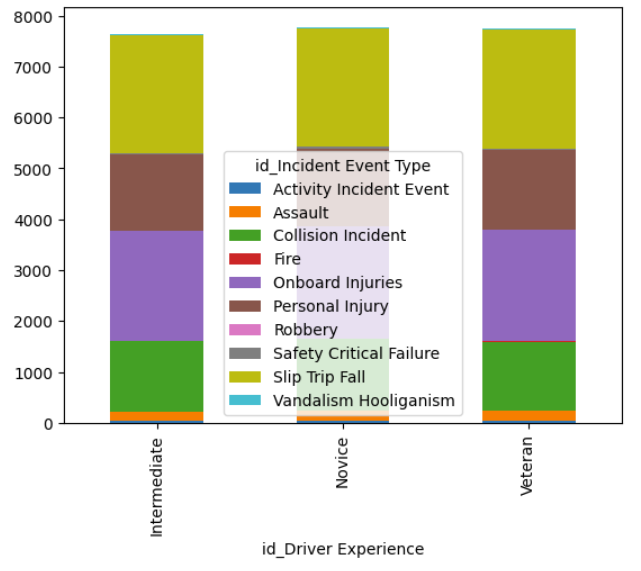 8000
7000
6000
5000
4000
3000
2000
1000
0
id_Incident Event Type
Activity Incident Event
Assault
Collision Incident
Fire
Onboard Injuries
Personal Injury
Robbery
Safety Critical Failure
Slip Trip Fall
Vandalism Hooliganism
Intermediate
Novice
Veteran
id_Driver Experience